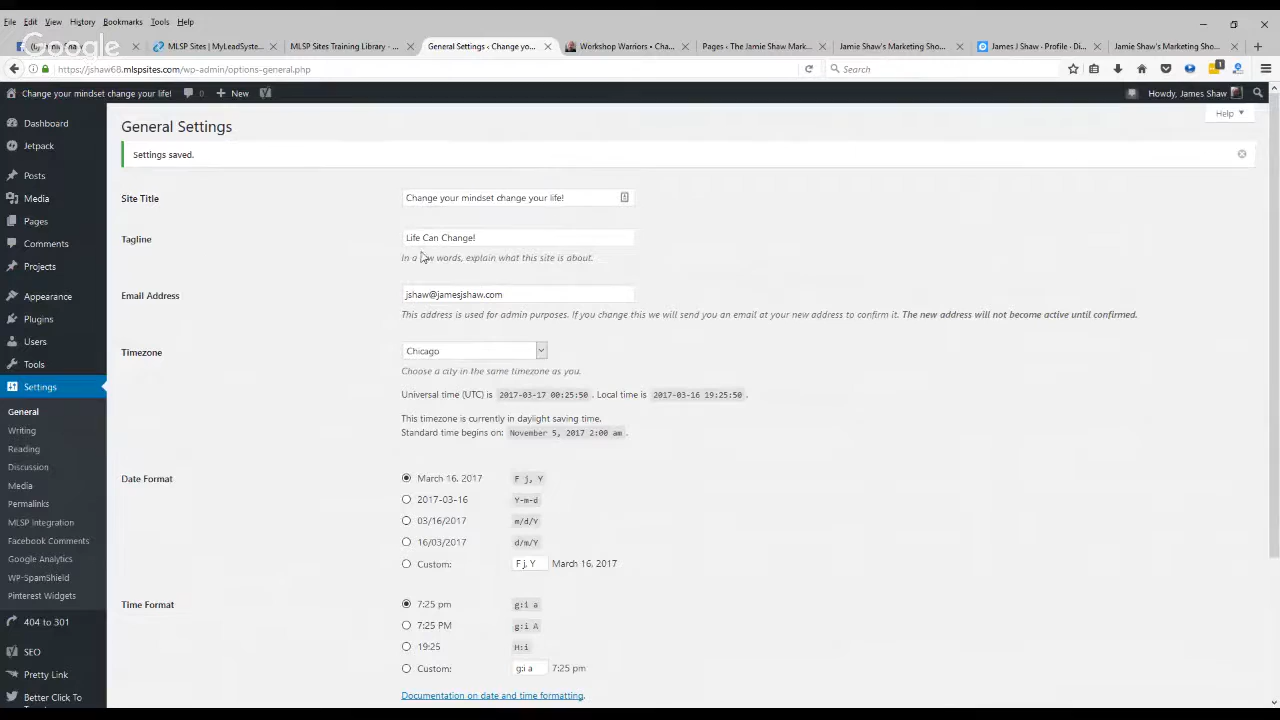 File Edit View History Bookmarks Tools Help
Google
MLSP Sites | MyLeadSyste... MLSP Sites Training Library - ... General Settings ‹ Change yo... Workshop Warriors ‹ Cha... Pages ‹ The Jamie Shaw Mark... Jamie Shaw's Marketing Sho... James J Shaw - Profile - Di... Jamie Shaw's Marketing Sho...
https://jshaw68.mlspsites.com/wp-admin/options-general.php Search 1
Change your mindset change your life! 0 New Howdy, James Shaw
Help
Dashboard
Jetpack
Posts
Media
Pages
Comments
Projects
Appearance
Plugins
Users
Tools
Settings
General
Writing
Reading
Discussion
Media
Permalinks
MLSP Integration
Facebook Comments
Google Analytics
WP-SpamShield
Pinterest Widgets
404 to 301
SEO
Pretty Link
Better Click To
General Settings
Settings saved.
Site Title Change your mindset change your life!
Tagline Life Can Change!
In a few words, explain what this site is about.
Email Address jshaw@jamesjshaw.com
This address is used for admin purposes. If you change this we will send you an email at your new address to confirm it. The new address will not become active until confirmed.
Timezone Chicago
Choose a city in the same timezone as you.
Universal time (UTC) is 2017-03-17 00:25:50 . Local time is 2017-03-16 19:25:50 .
This timezone is currently in daylight saving time.
Standard time begins on: November 5, 2017 2:00 am .
Date Format March 16, 2017 F j, Y
2017-03-16 Y-m-d
03/16/2017 m/d/Y
16/03/2017 d/m/Y
Custom: F j, Y March 16, 2017
Time Format 7:25 pm g:i a
7:25 PM g:i A
19:25 H:i
Custom: g:i a 7:25 pm
Documentation on date and time formatting.